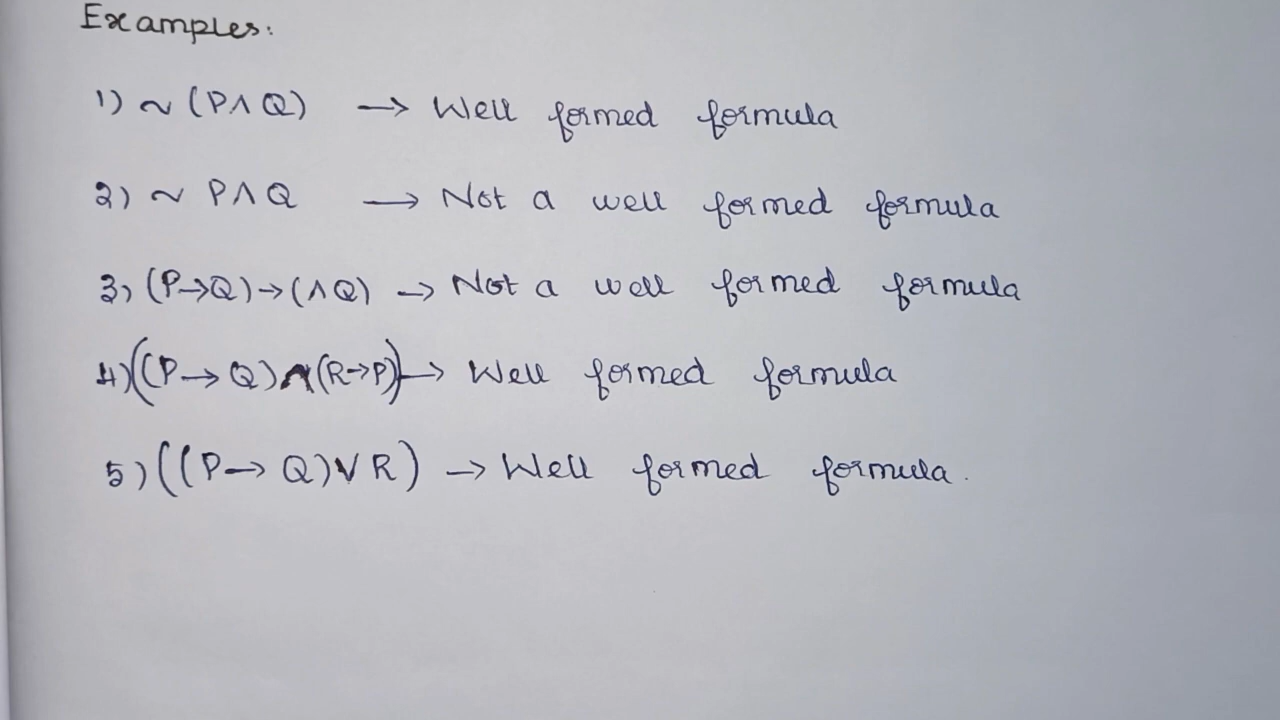 Examples:
1) ~ (P∧Q) → Well formed formula
2) ~ P∧Q → Not a well formed formula
3) (P→Q)→(∧Q) → Not a well formed formula
4) ((P→Q)∧(R→P)) → Well formed formula
5) ((P→Q)∨R) → Well formed formula.